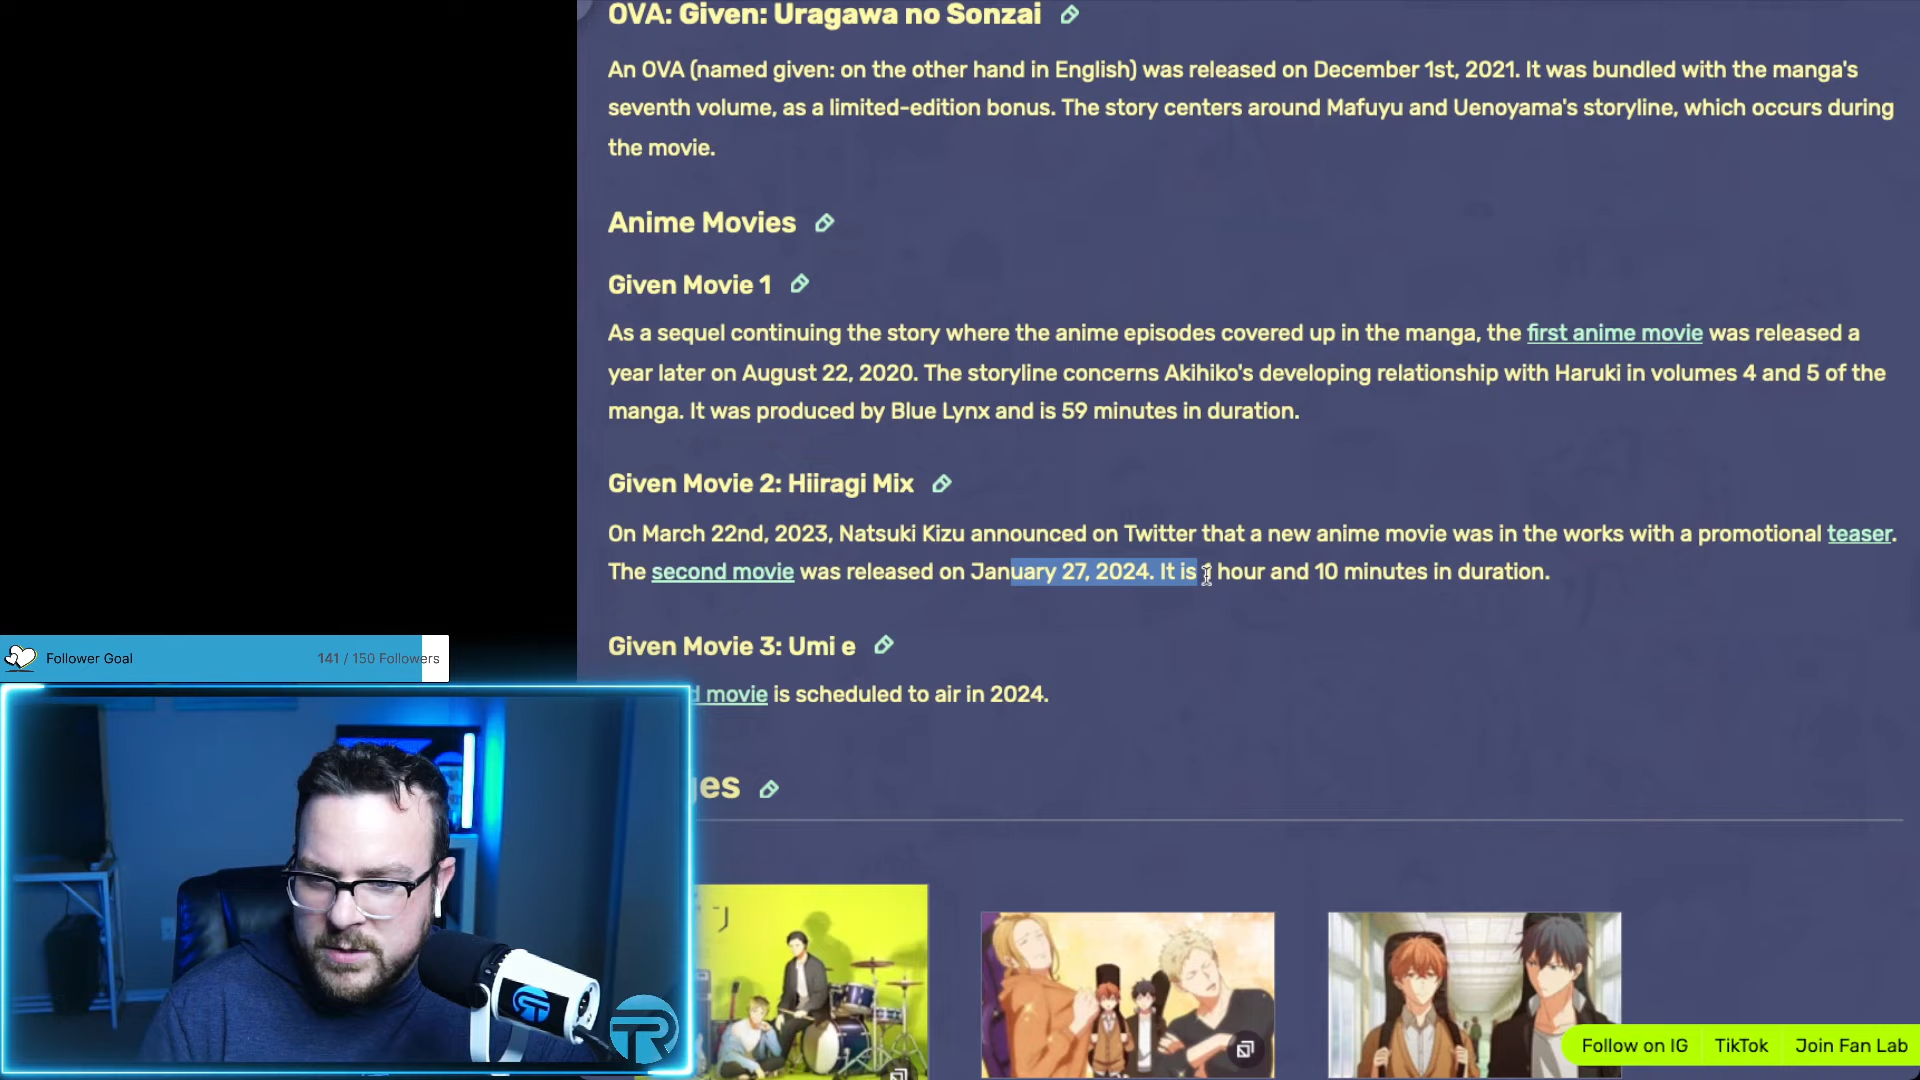 OVA: Given: Uragawa no Sonzai
An OVA (named given: on the other hand in English) was released on December 1st, 2021. It was bundled with the manga's
seventh volume, as a limited-edition bonus. The story centers around Mafuyu and Uenoyama's storyline, which occurs during
the movie.
Anime Movies
Given Movie 1
As a sequel continuing the story where the anime episodes covered up in the manga, the first anime movie was released a
year later on August 22, 2020. The storyline concerns Akihiko's developing relationship with Haruki in volumes 4 and 5 of the
manga. It was produced by Blue Lynx and is 59 minutes in duration.
Given Movie 2: Hiiragi Mix
On March 22nd, 2023, Natsuki Kizu announced on Twitter that a new anime movie was in the works with a promotional teaser.
The second movie was released on January 27, 2024. It is 1 hour and 10 minutes in duration.
Given Movie 3: Umi e
d movie is scheduled to air in 2024.
ges
Follower Goal
141 / 150 Followers
TR
ン
Follow on IG
TikTok
Join Fan Lab